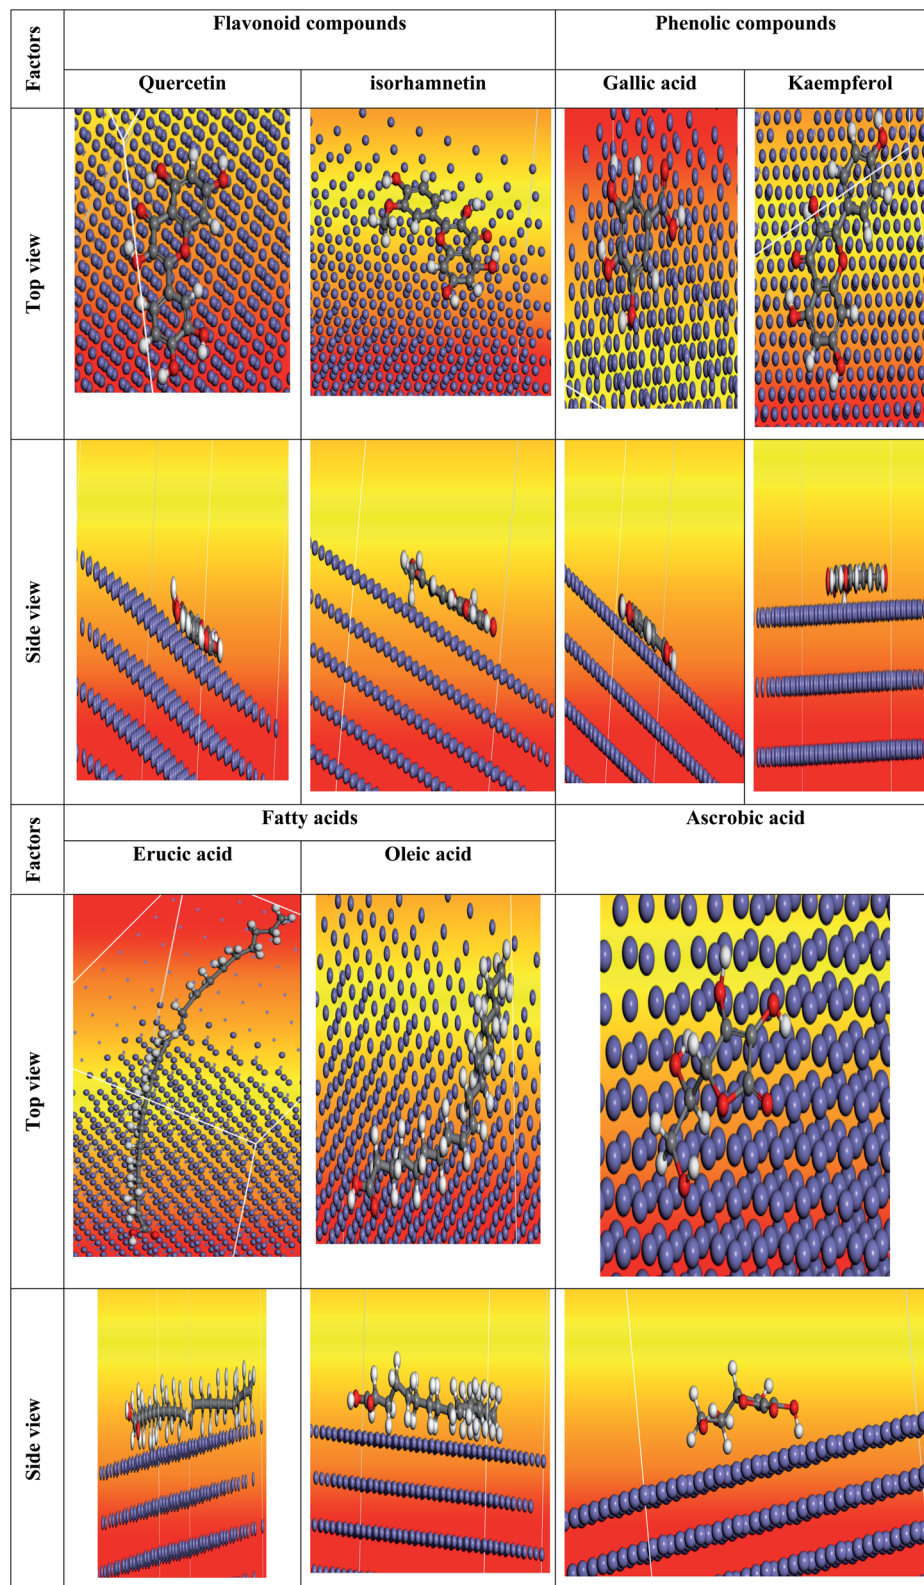 Factors
Flavonoid compounds
Phenolic compounds
Quercetin
isorhamnetin
Gallic acid
Kaempferol
Top view
Side view
Factors
Fatty acids
Ascrobic acid
Erucic acid
Oleic acid
Top view
Side view